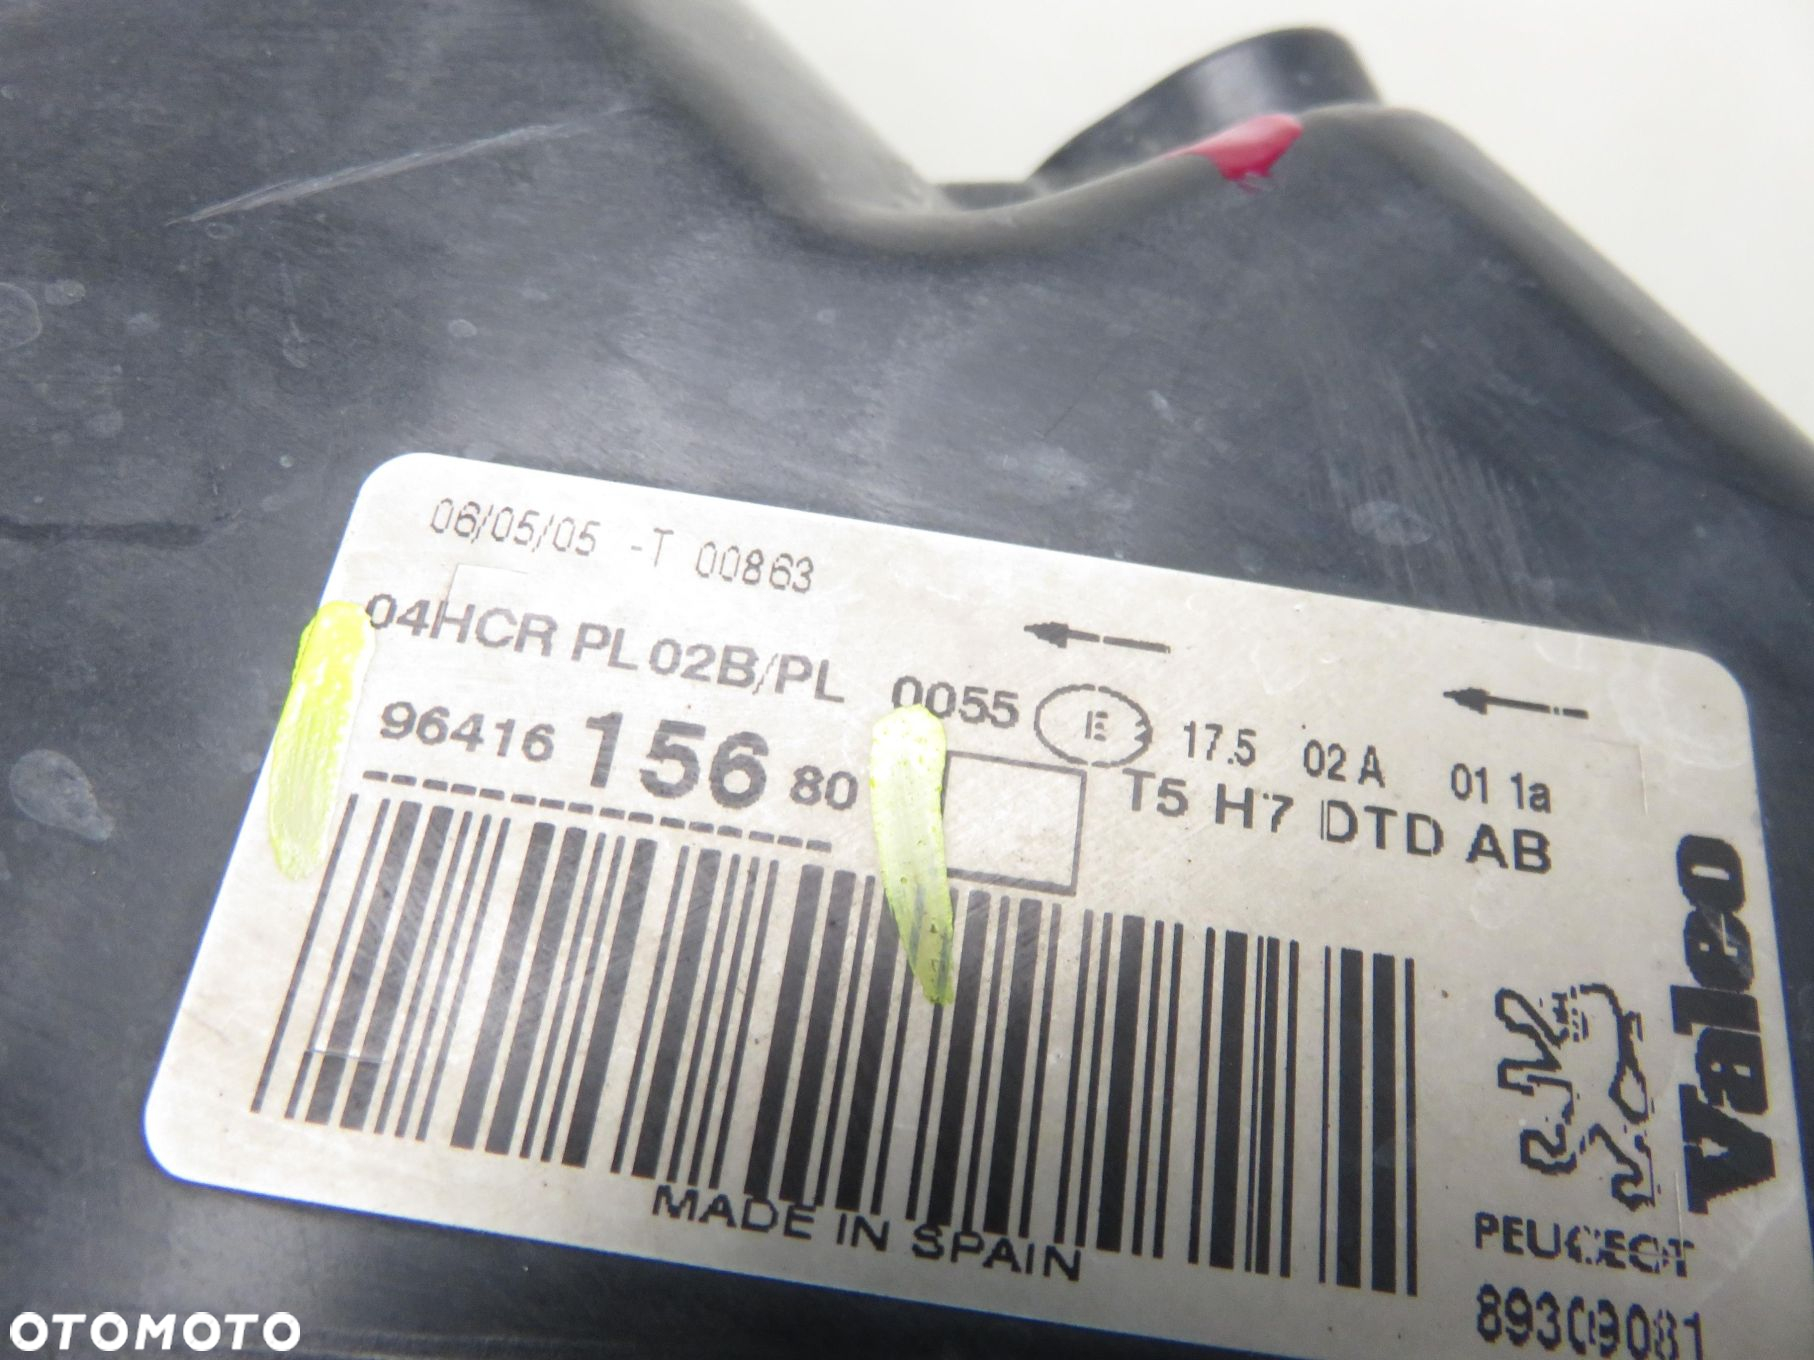 06/05/05 -T 00863
04HCR PL 02B/PL 0055 17.5 02 A 01 1a
96416 156 80 T5 H7 DTD AB
Valeo
MADE IN SPAIN
PEUGEOT
89309081
OTOMOTO